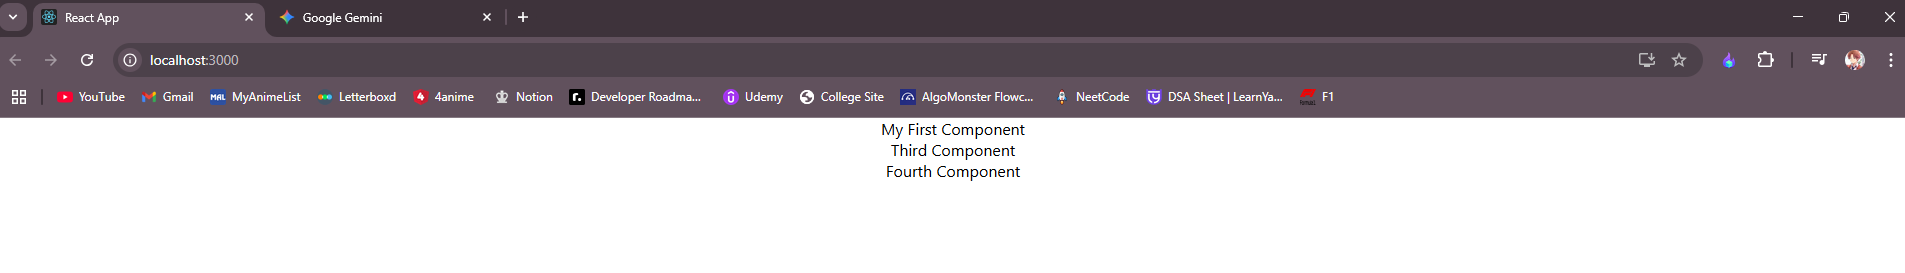 React App
Google Gemini
localhost:3000
YouTube Gmail MyAnimeList Letterboxd 4anime Notion Developer Roadma... Udemy College Site AlgoMonster Flowc... NeetCode DSA Sheet | LearnYa... F1
My First Component
Third Component
Fourth Component